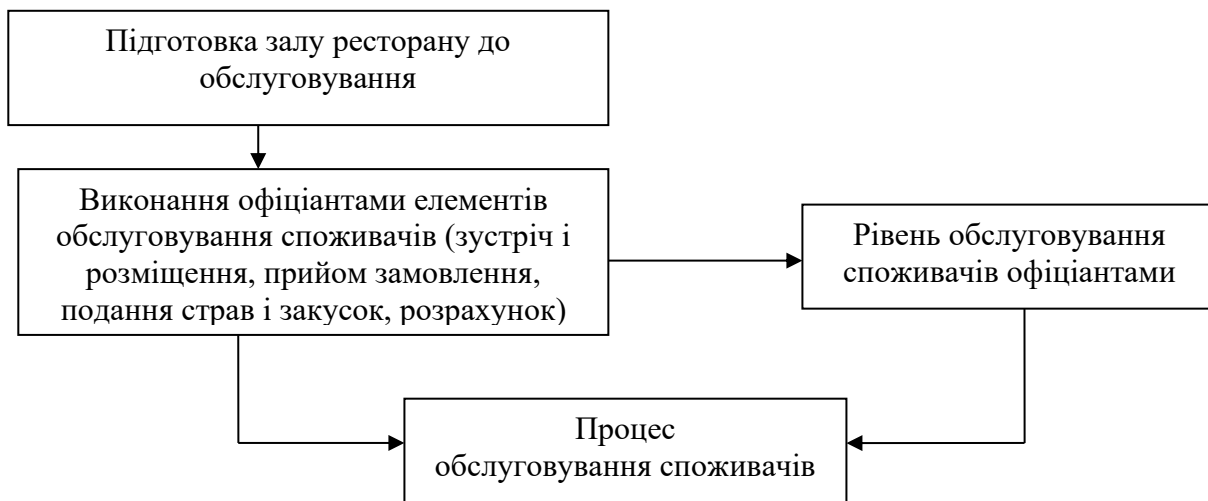 Підготовка залу ресторану до
обслуговування
Виконання офіціантами елементів
обслуговування споживачів (зустріч і
розміщення, прийом замовлення,
подання страв і закусок, розрахунок)
Рівень обслуговування
споживачів офіціантами
Процес
обслуговування споживачів